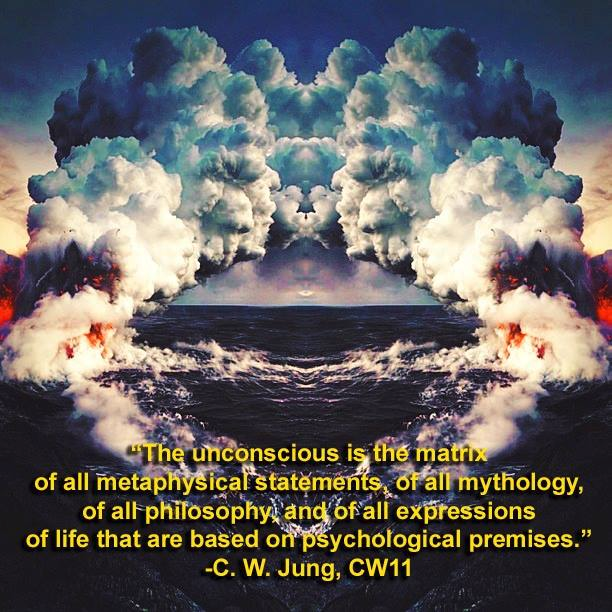 “The unconscious is the matrix
of all metaphysical statements, of all mythology,
of all philosophy, and of all expressions
of life that are based on psychological premises.”
-C. W. Jung, CW11